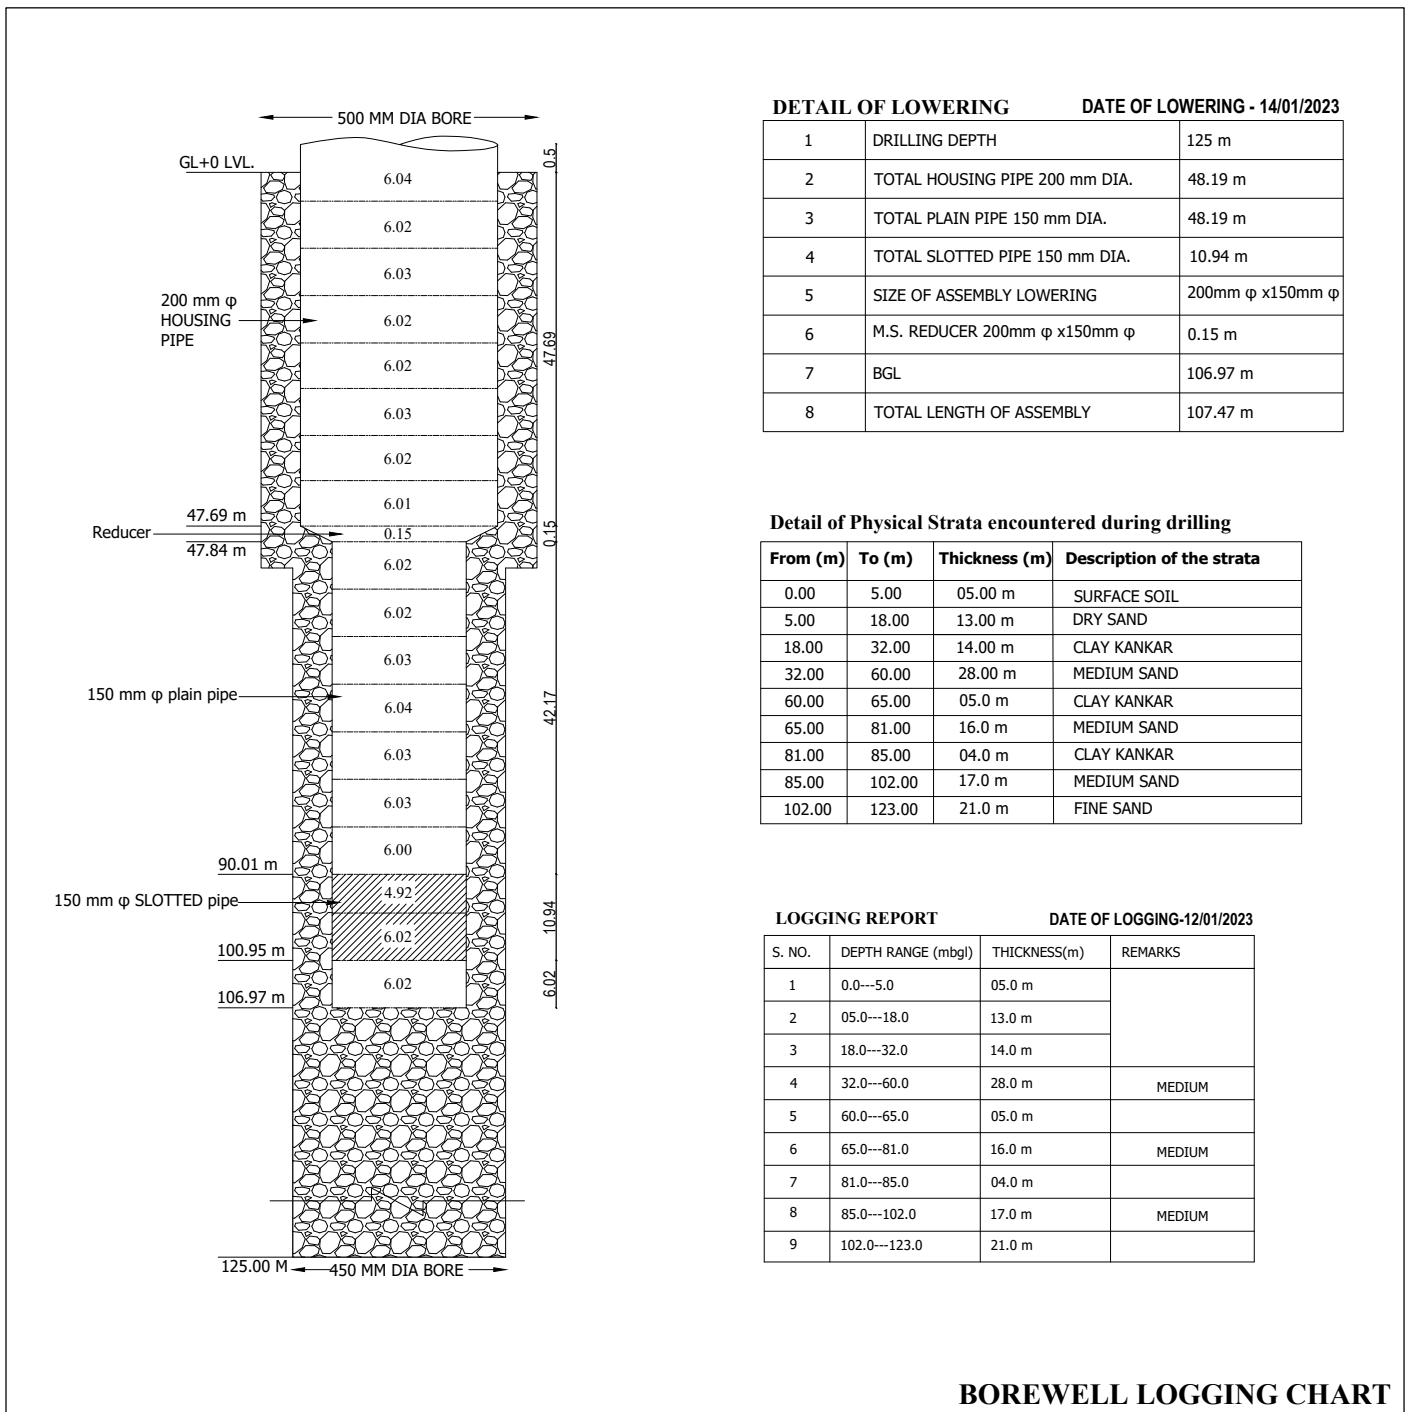 500 MM DIA BORE
GL+0 LVL.
0.5
6.04
6.02
6.03
200 mm φ
HOUSING
PIPE
6.02
47.69
6.02
6.03
6.02
6.01
47.69 m
Reducer
0.15
0.15
47.84 m
6.02
6.02
6.03
150 mm φ plain pipe
6.04
42.17
6.03
6.03
6.00
90.01 m
150 mm φ SLOTTED pipe
4.92
10.94
6.02
100.95 m
6.02
6.02
106.97 m
125.00 M
450 MM DIA BORE
DETAIL OF LOWERING DATE OF LOWERING - 14/01/2023
1 DRILLING DEPTH 125 m
2 TOTAL HOUSING PIPE 200 mm DIA. 48.19 m
3 TOTAL PLAIN PIPE 150 mm DIA. 48.19 m
4 TOTAL SLOTTED PIPE 150 mm DIA. 10.94 m
5 SIZE OF ASSEMBLY LOWERING 200mm φ x150mm φ
6 M.S. REDUCER 200mm φ x150mm φ 0.15 m
7 BGL 106.97 m
8 TOTAL LENGTH OF ASSEMBLY 107.47 m
Detail of Physical Strata encountered during drilling
From (m) To (m) Thickness (m) Description of the strata
0.00 5.00 05.00 m SURFACE SOIL
5.00 18.00 13.00 m DRY SAND
18.00 32.00 14.00 m CLAY KANKAR
32.00 60.00 28.00 m MEDIUM SAND
60.00 65.00 05.0 m CLAY KANKAR
65.00 81.00 16.0 m MEDIUM SAND
81.00 85.00 04.0 m CLAY KANKAR
85.00 102.00 17.0 m MEDIUM SAND
102.00 123.00 21.0 m FINE SAND
LOGGING REPORT DATE OF LOGGING-12/01/2023
S. NO. DEPTH RANGE (mbgl) THICKNESS(m) REMARKS
1 0.0---5.0 05.0 m
2 05.0---18.0 13.0 m
3 18.0---32.0 14.0 m
4 32.0---60.0 28.0 m MEDIUM
5 60.0---65.0 05.0 m
6 65.0---81.0 16.0 m MEDIUM
7 81.0---85.0 04.0 m
8 85.0---102.0 17.0 m MEDIUM
9 102.0---123.0 21.0 m
BOREWELL LOGGING CHART